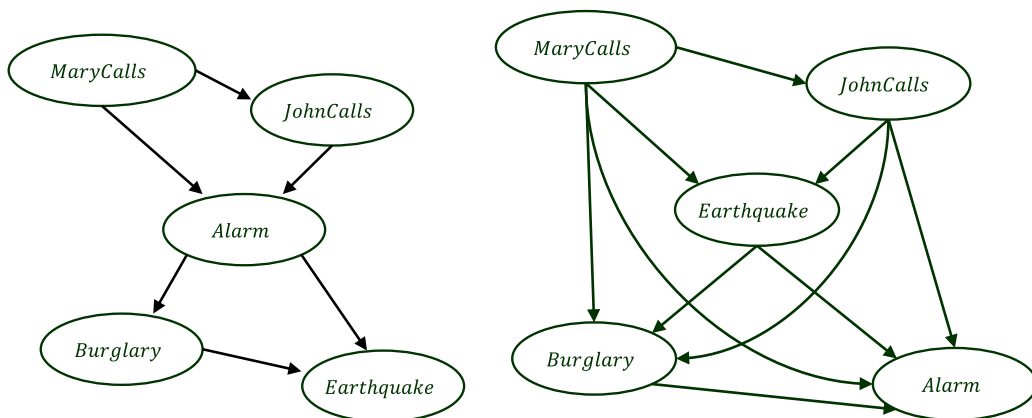 MaryCalls
JohnCalls
Alarm
Burglary
Earthquake
MaryCalls
JohnCalls
Earthquake
Burglary
Alarm